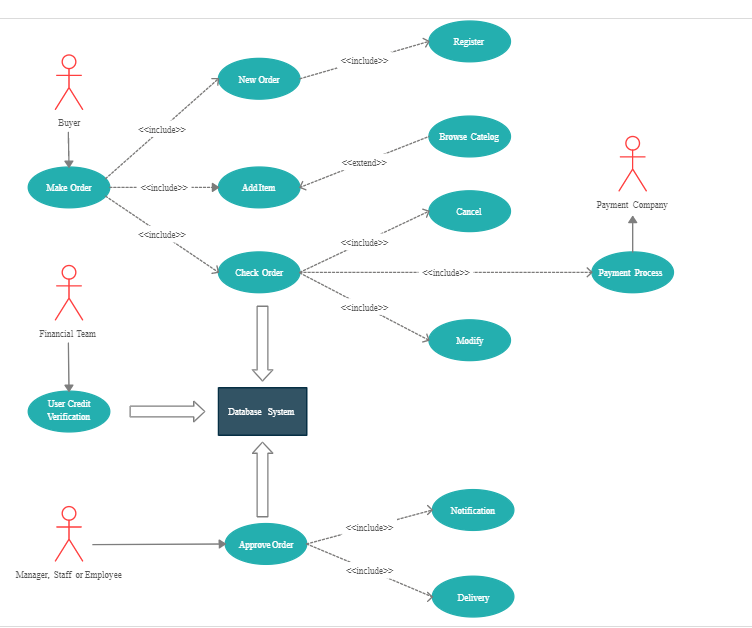 Register
<<include>>
New Order
Buyer
<<include>>
Browse Catelog
<<extend>>
Make Order
<<include>>
Add Item
Payment Company
Cancel
<<include>>
<<include>>
Check Order
<<include>>
Payment Process
<<include>>
Financial Team
Modify
User Credit
Verification
Database System
Notification
<<include>>
Approve Order
Manager, Staff or Employee
<<include>>
Delivery